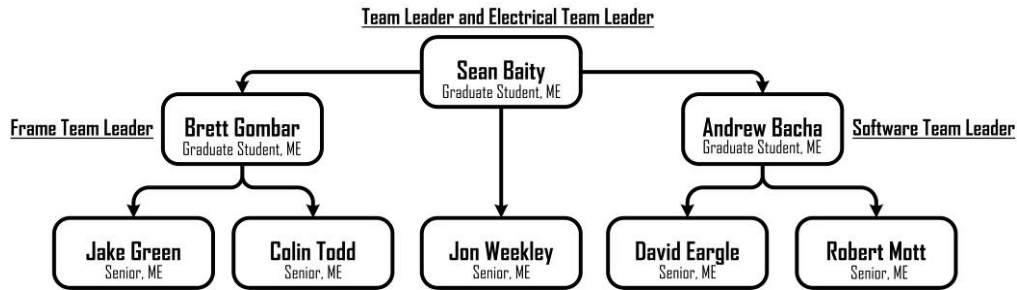 Team Leader and Electrical Team Leader
Sean Baity
Graduate Student, ME
Frame Team Leader
Brett Gombar
Graduate Student, ME
Andrew Bacha
Graduate Student, ME
Software Team Leader
Jake Green
Senior, ME
Colin Todd
Senior, ME
Jon Weekley
Senior, ME
David Eargle
Senior, ME
Robert Mott
Senior, ME